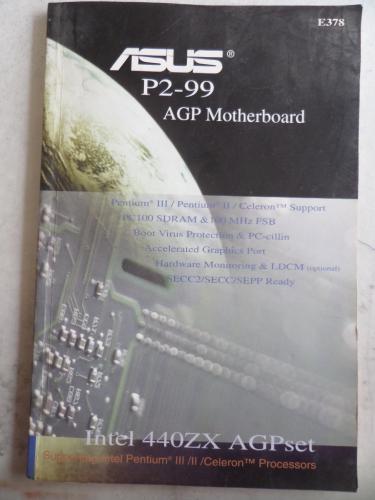 E378
ASUS®
P2-99
AGP Motherboard
Pentium® III / Pentium® II / Celeron™ Support
PC100 SDRAM & 100 MHz FSB
Boot Virus Protection & PC-cillin
Accelerated Graphics Port
Hardware Monitoring & LDCM (optional)
SECC2/SECC/SEPP Ready
Intel 440ZX AGPset
Supporting Intel Pentium® III /II /Celeron™ Processors